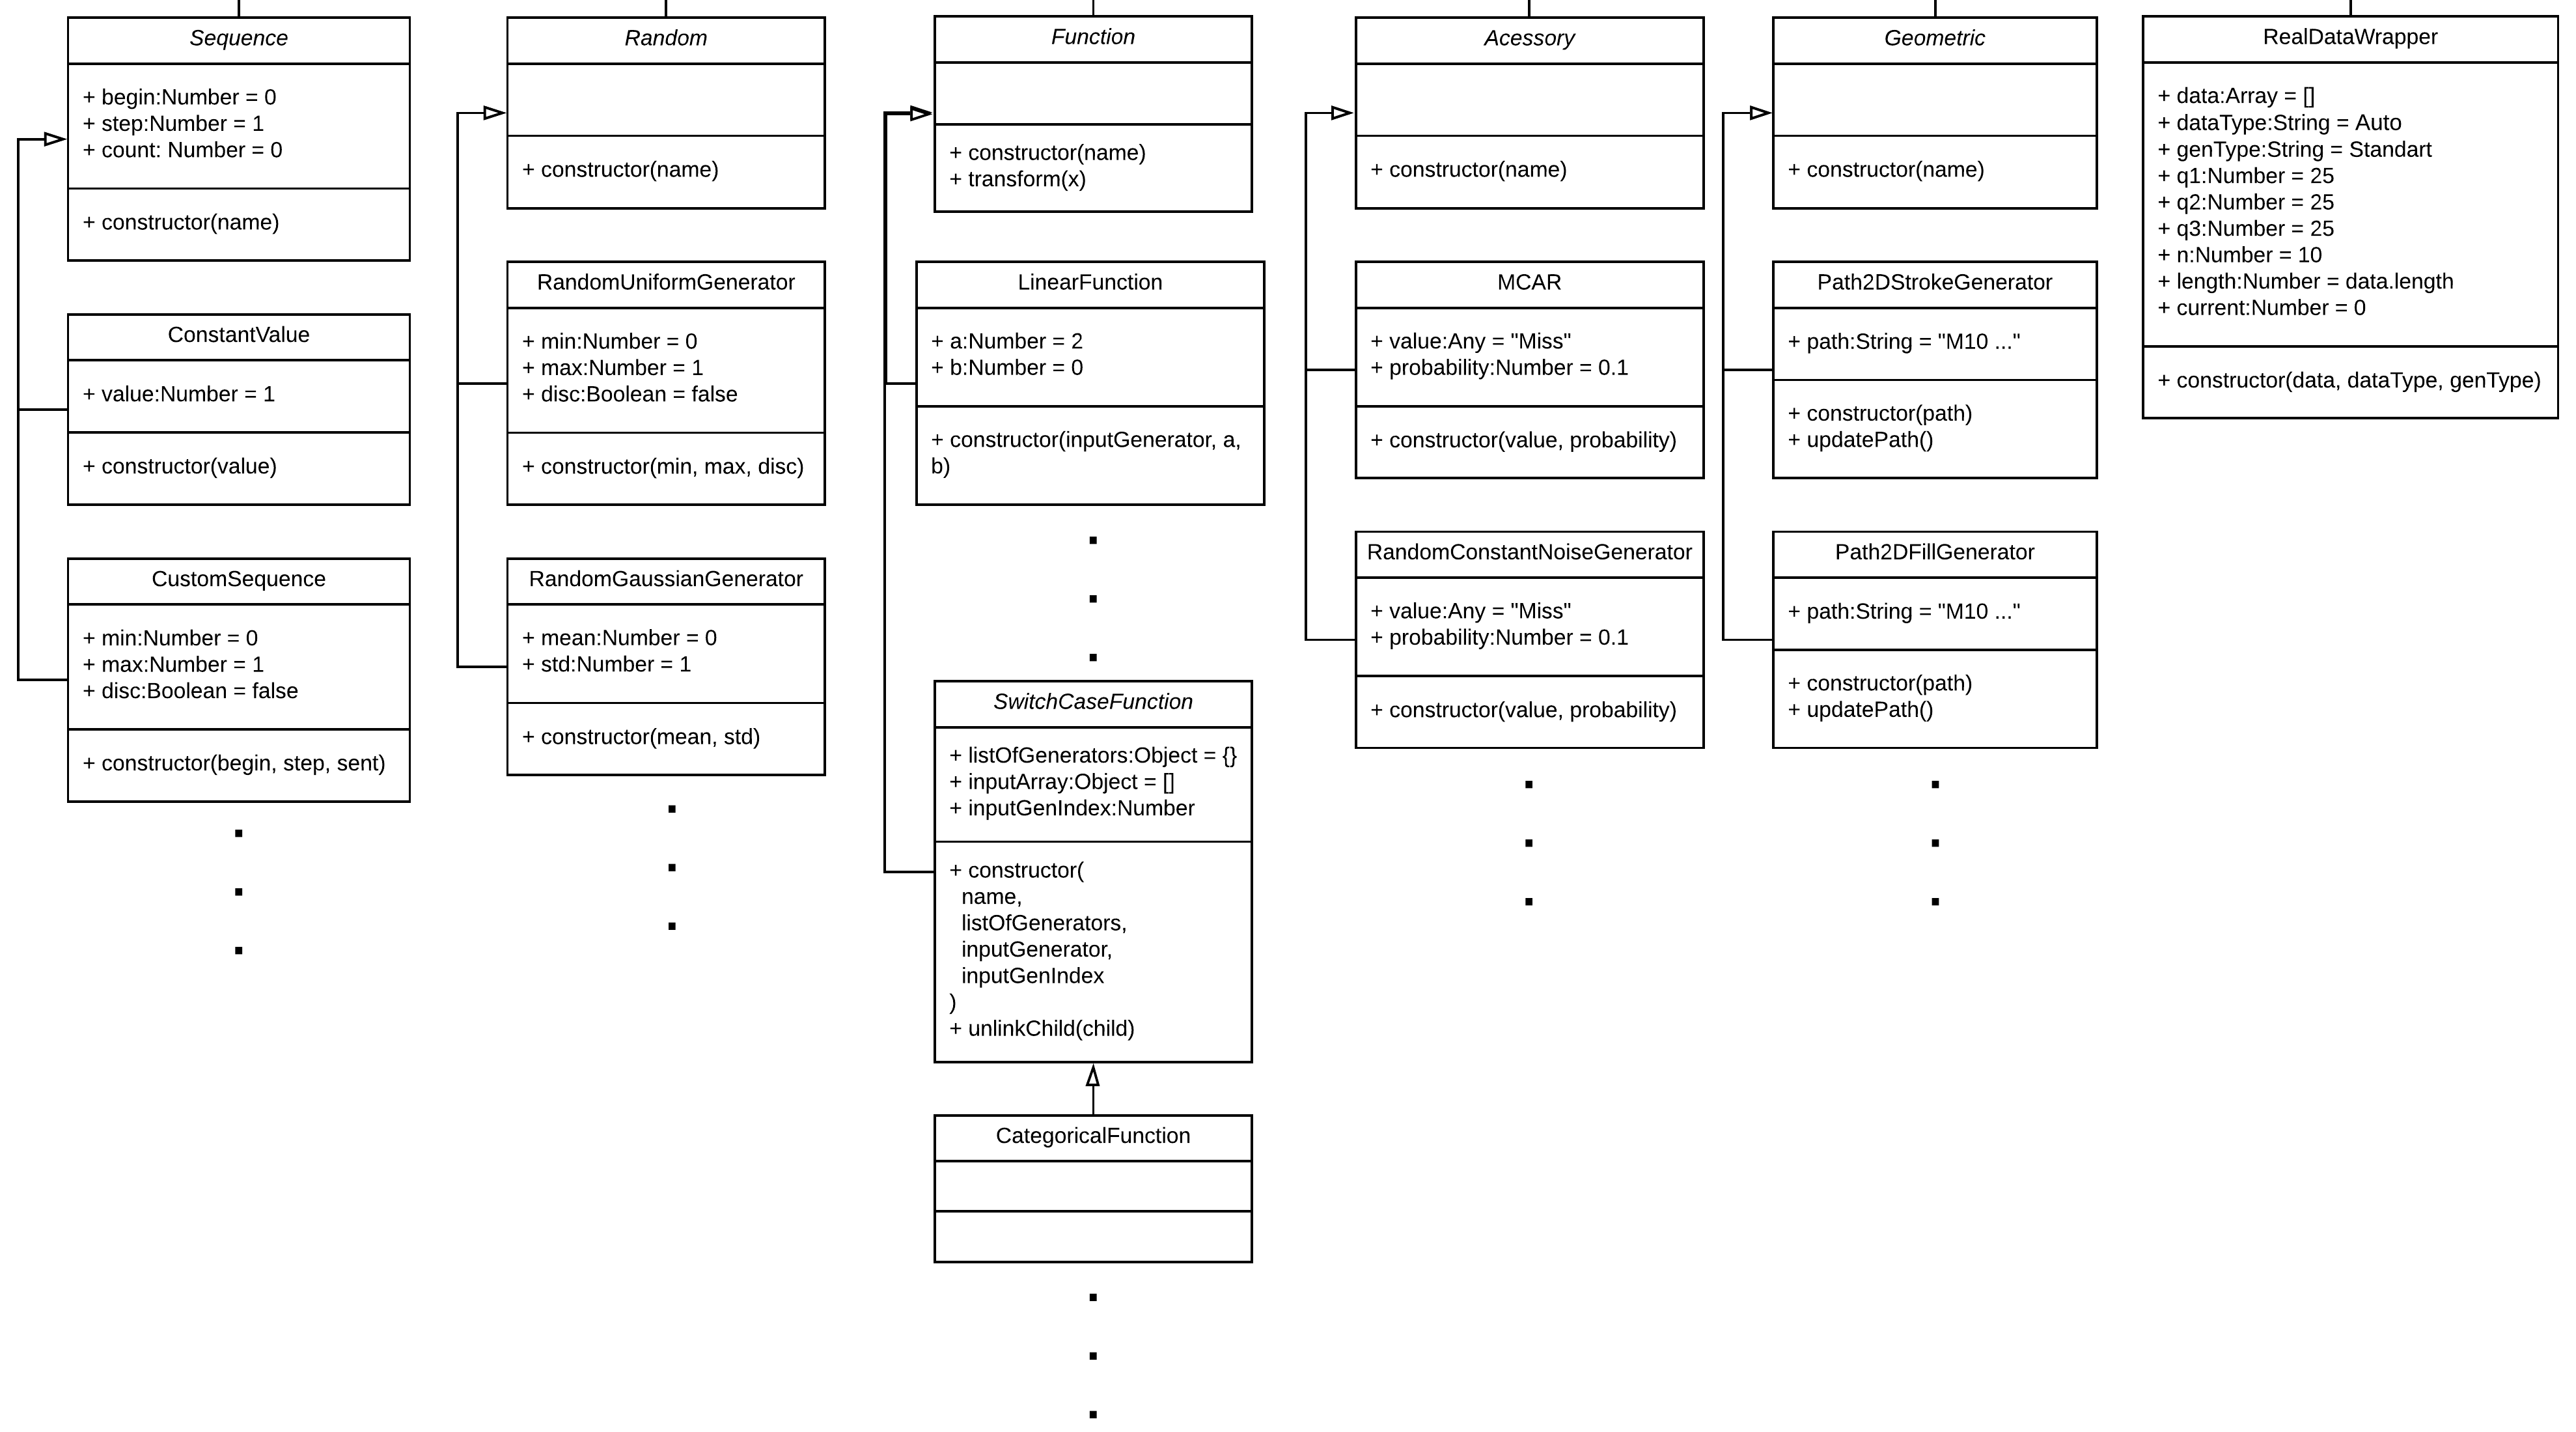 Sequence
+ begin:Number = 0
+ step:Number = 1
+ count: Number = 0
+ constructor(name)
ConstantValue
+ value:Number = 1
+ constructor(value)
CustomSequence
+ min:Number = 0
+ max:Number = 1
+ disc:Boolean = false
+ constructor(begin, step, sent)
Random
+ constructor(name)
RandomUniformGenerator
+ min:Number = 0
+ max:Number = 1
+ disc:Boolean = false
+ constructor(min, max, disc)
RandomGaussianGenerator
+ mean:Number = 0
+ std:Number = 1
+ constructor(mean, std)
Function
+ constructor(name)
+ transform(x)
LinearFunction
+ a:Number = 2
+ b:Number = 0
+ constructor(inputGenerator, a,
b)
SwitchCaseFunction
+ listOfGenerators:Object = {}
+ inputArray:Object = []
+ inputGenIndex:Number
+ constructor(
name,
listOfGenerators,
inputGenerator,
inputGenIndex
)
+ unlinkChild(child)
CategoricalFunction
Acessory
+ constructor(name)
MCAR
+ value:Any = "Miss"
+ probability:Number = 0.1
+ constructor(value, probability)
RandomConstantNoiseGenerator
+ value:Any = "Miss"
+ probability:Number = 0.1
+ constructor(value, probability)
Geometric
+ constructor(name)
Path2DStrokeGenerator
+ path:String = "M10 ..."
+ constructor(path)
+ updatePath()
Path2DFillGenerator
+ path:String = "M10 ..."
+ constructor(path)
+ updatePath()
RealDataWrapper
+ data:Array = []
+ dataType:String = Auto
+ genType:String = Standart
+ q1:Number = 25
+ q2:Number = 25
+ q3:Number = 25
+ n:Number = 10
+ length:Number = data.length
+ current:Number = 0
+ constructor(data, dataType, genType)